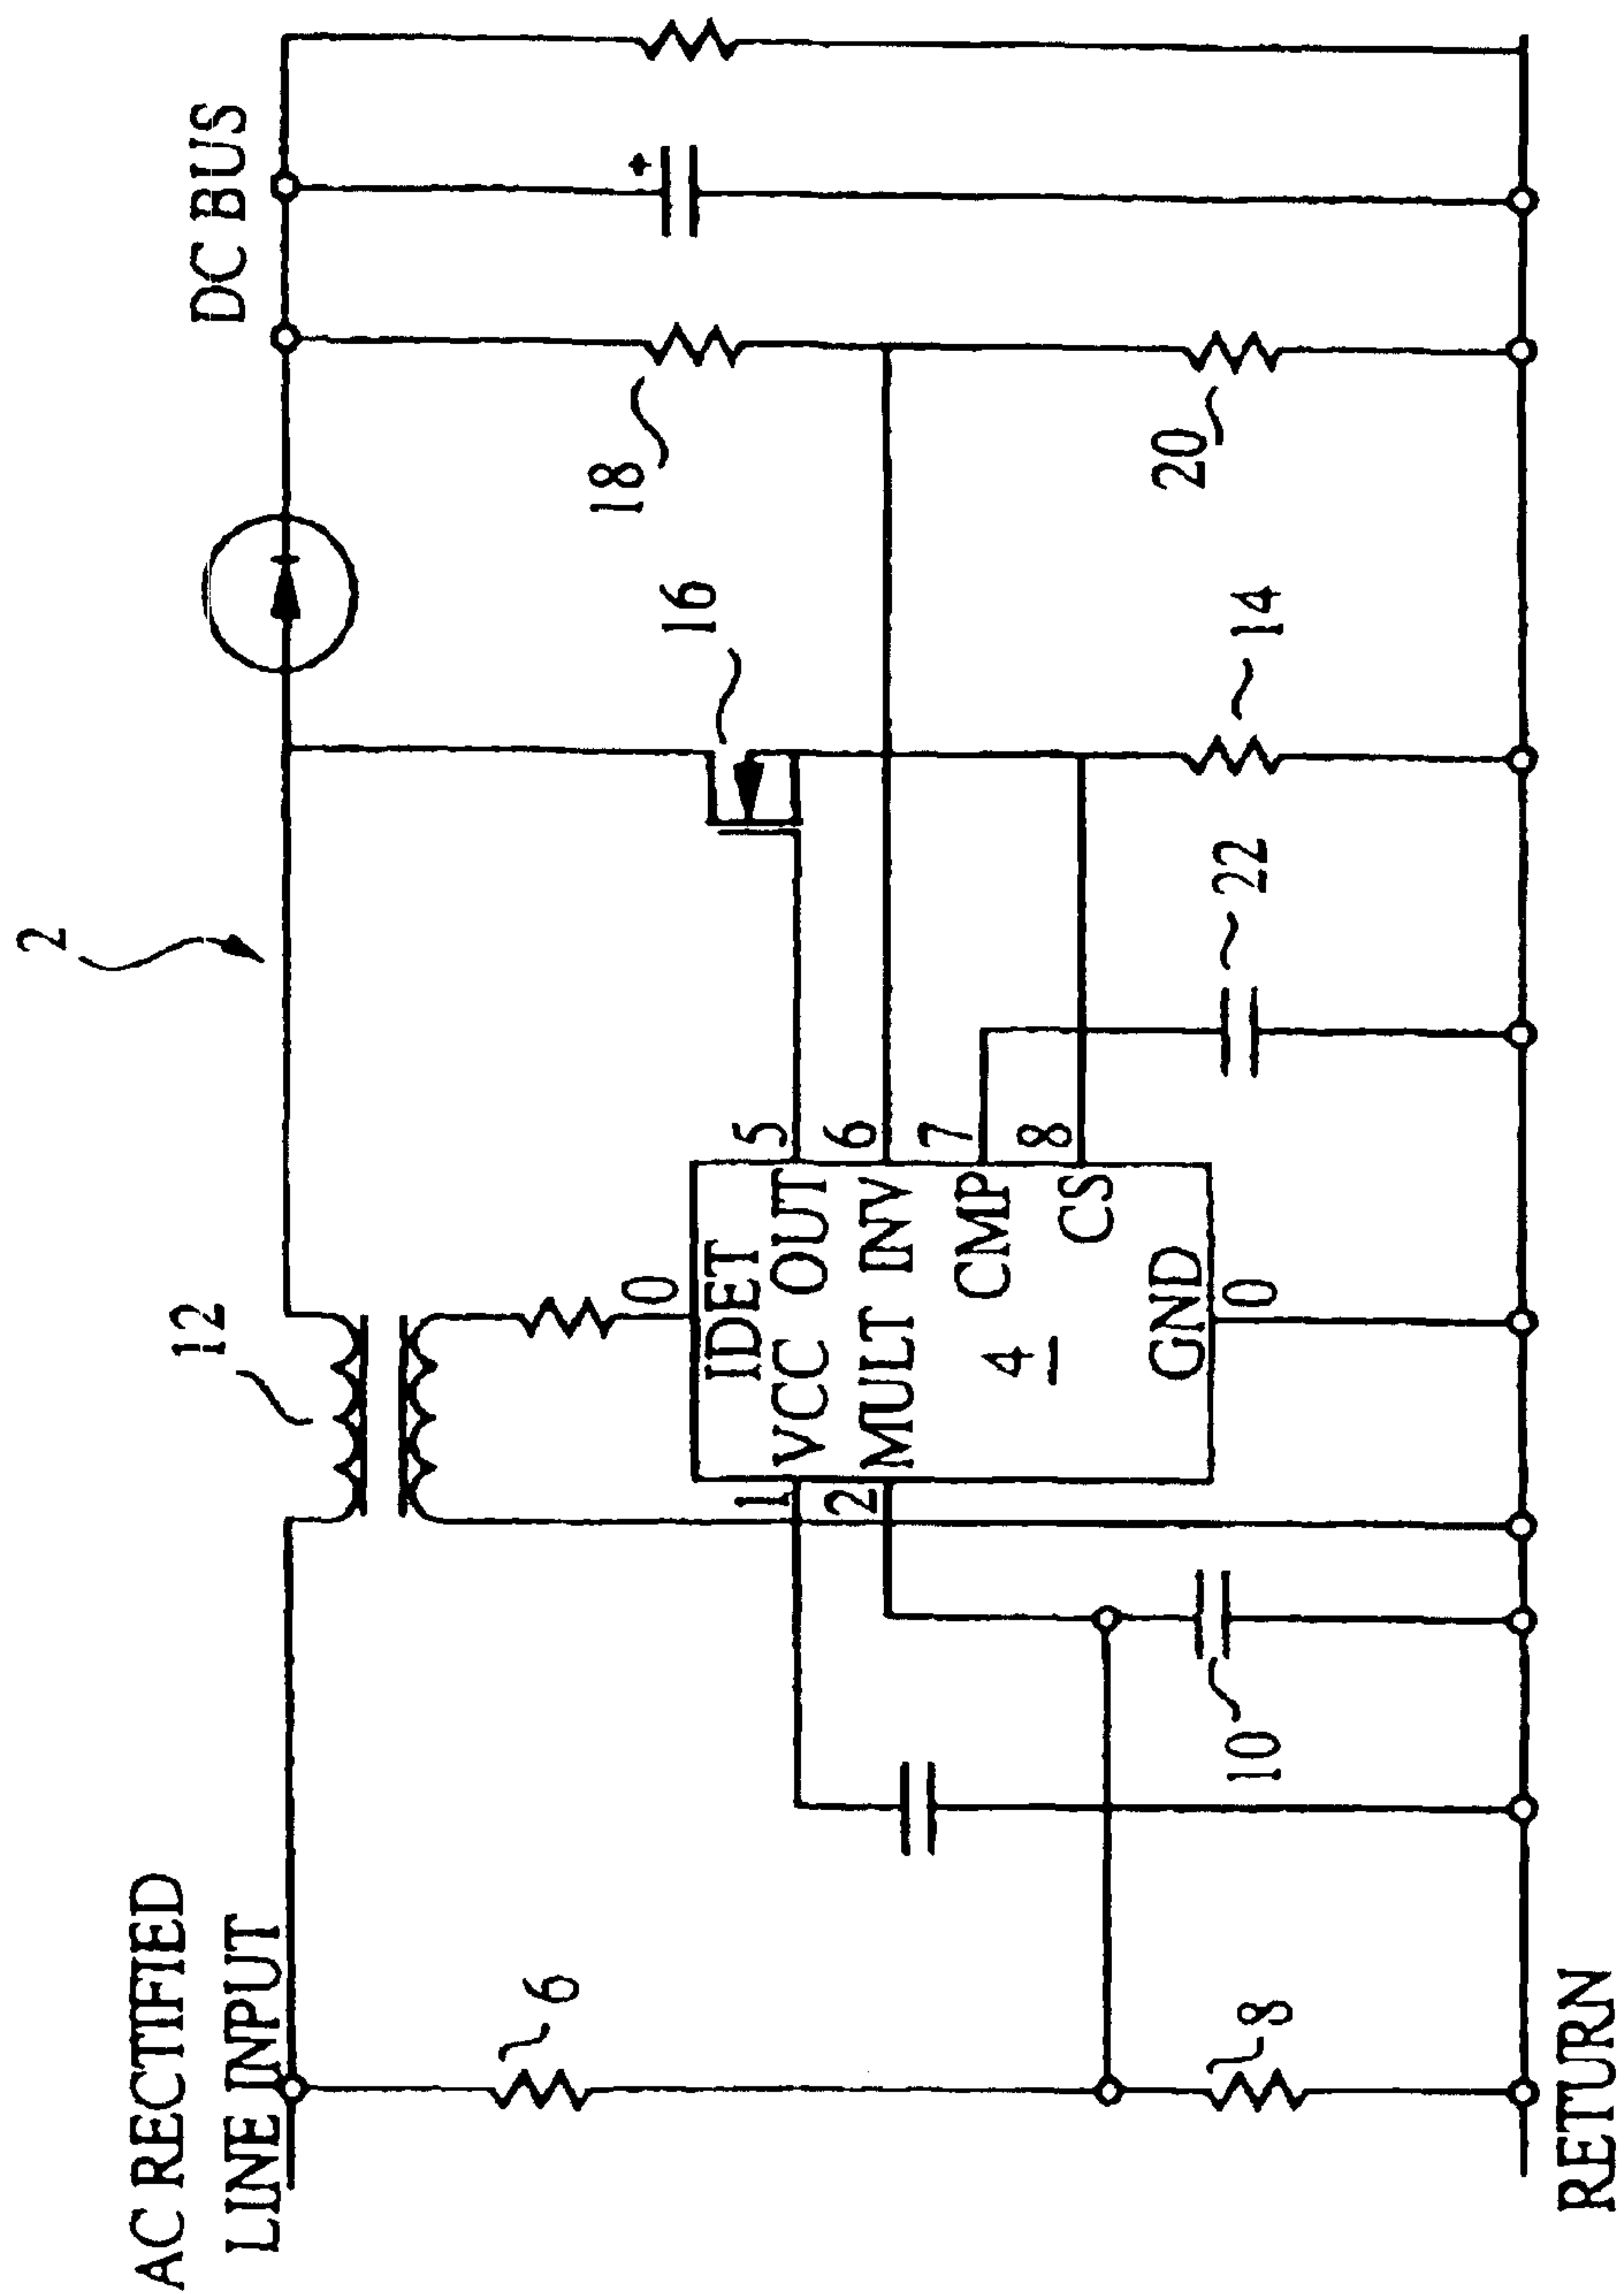 AC RECTIFIED
LINE INPUT
2
DC BUS
12
16
18
6
0
IDET
1 VCC OUT 5
2 MULT INV 6
CMP 7
4
CS 8
GND
0
10
22
14
20
8
RETURN